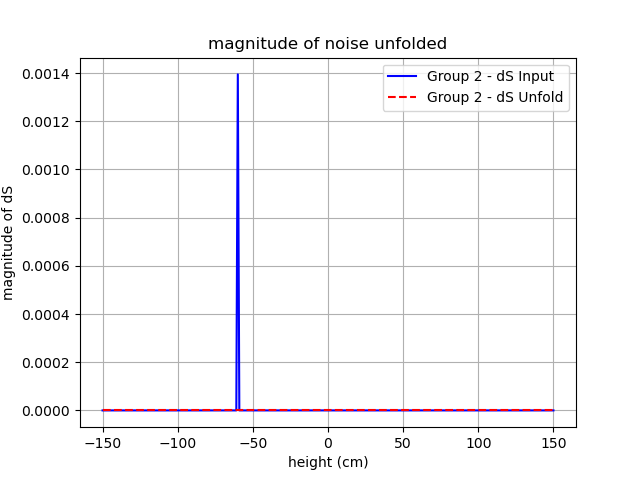 magnitude of noise unfolded
Group 2 - dS Input
Group 2 - dS Unfold
magnitude of dS
0.0014
0.0012
0.0010
0.0008
0.0006
0.0004
0.0002
0.0000
−150 −100 −50 0 50 100 150
height (cm)